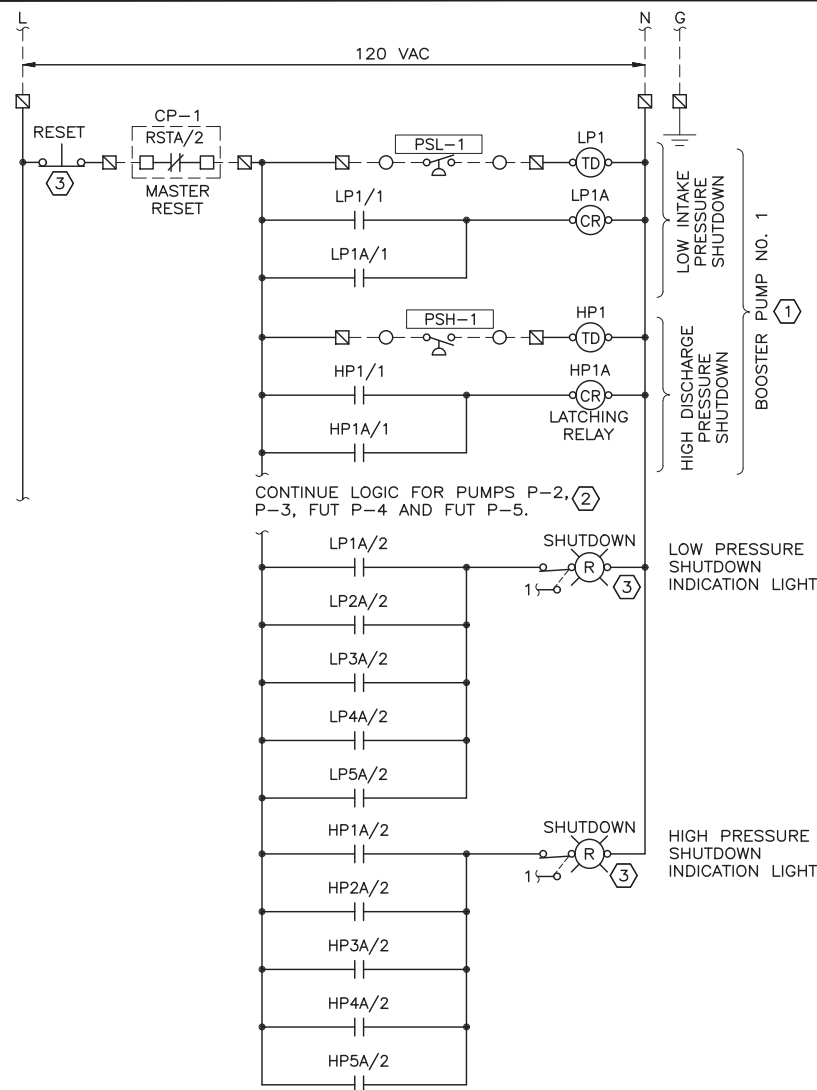 L N G
120 VAC
CP-1
RESET
RSTA/2
3
MASTER
RESET
PSL-1
LP1
TD
LP1/1
LP1A
CR
LP1A/1
LOW INTAKE
PRESSURE
SHUTDOWN
PSH-1
HP1
TD
HP1/1
HP1A
CR
LATCHING
RELAY
HP1A/1
HIGH DISCHARGE
PRESSURE
SHUTDOWN
BOOSTER PUMP NO. 1
1
CONTINUE LOGIC FOR PUMPS P-2, 2
P-3, FUT P-4 AND FUT P-5.
LP1A/2
SHUTDOWN
R
3
1
LOW PRESSURE
SHUTDOWN
INDICATION LIGHT
LP2A/2
LP3A/2
LP4A/2
LP5A/2
HP1A/2
SHUTDOWN
R
3
1
HIGH PRESSURE
SHUTDOWN
INDICATION LIGHT
HP2A/2
HP3A/2
HP4A/2
HP5A/2